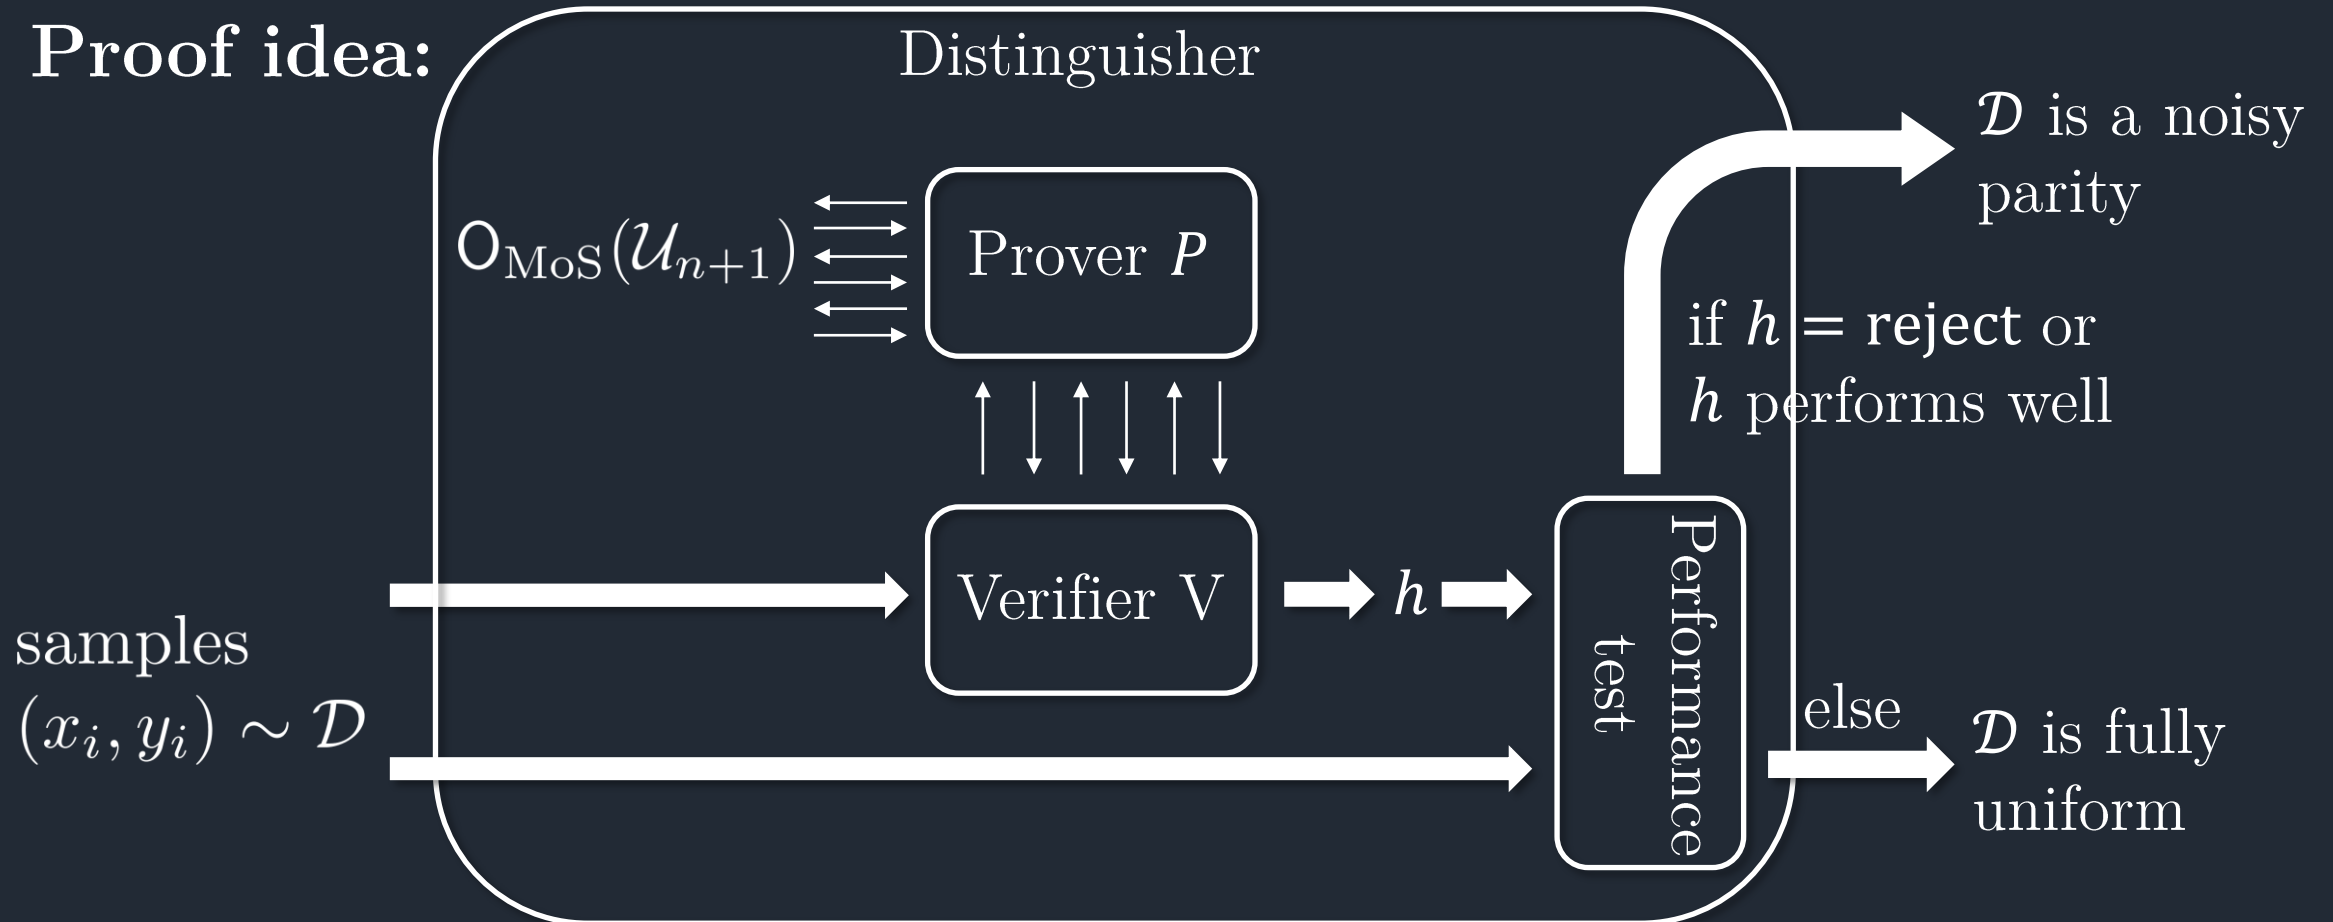 Proof idea:
Distinguisher
𝒟 is a noisy
parity
O_MoS(𝒰_{n+1})
Prover P
if h = reject or
h performs well
samples
(x_i, y_i) ~ 𝒟
Verifier V
h
Performance
test
else
𝒟 is fully
uniform